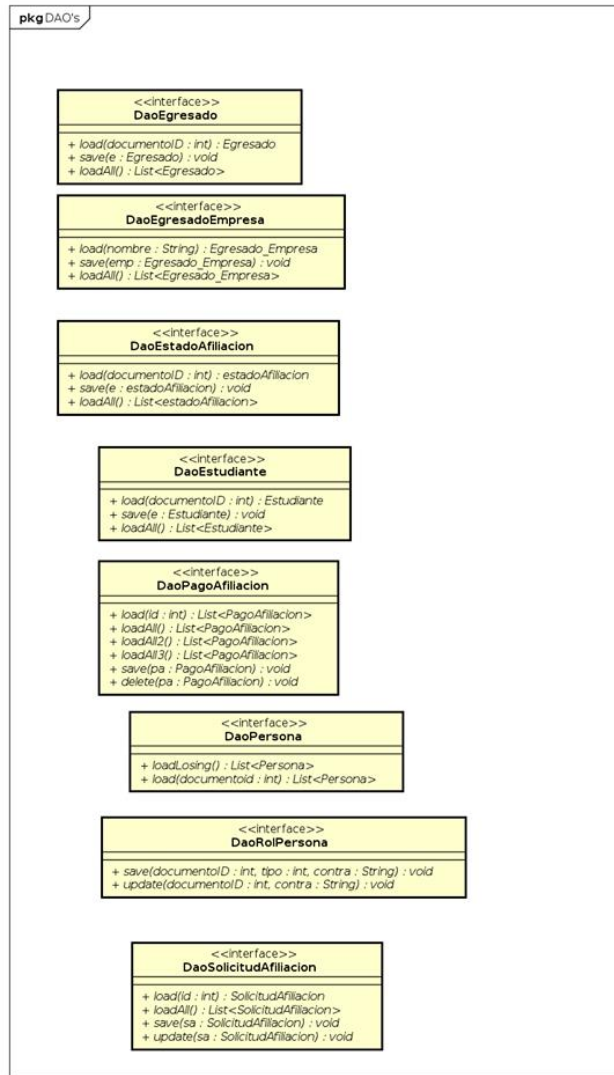 pkg DAO's
<<interface>>
DaoEgresado
+ load(documentoID : int) : Egresado
+ save(e : Egresado) : void
+ loadAll() : List<Egresado>
<<interface>>
DaoEgresadoEmpresa
+ load(nombre : String) : Egresado_Empresa
+ save(emp : Egresado_Empresa) : void
+ loadAll() : List<Egresado_Empresa>
<<interface>>
DaoEstadoAfiliacion
+ load(documentoID : int) : estadoAfiliacion
+ save(e : estadoAfiliacion) : void
+ loadAll() : List<estadoAfiliacion>
<<interface>>
DaoEstudiante
+ load(documentoID : int) : Estudiante
+ save(e : Estudiante) : void
+ loadAll() : List<Estudiante>
<<interface>>
DaoPagoAfiliacion
+ load(id : int) : List<PagoAfiliacion>
+ loadAll() : List<PagoAfiliacion>
+ loadAll2() : List<PagoAfiliacion>
+ loadAll3() : List<PagoAfiliacion>
+ save(pa : PagoAfiliacion) : void
+ delete(pa : PagoAfiliacion) : void
<<interface>>
DaoPersona
+ loadLosing() : List<Persona>
+ load(documentoid : int) : List<Persona>
<<interface>>
DaoRolPersona
+ save(documentoID : int, tipo : int, contra : String) : void
+ update(documentoID : int, contra : String) : void
<<interface>>
DaoSolicitudAfiliacion
+ load(id : int) : SolicitudAfiliacion
+ loadAll() : List<SolicitudAfiliacion>
+ save(sa : SolicitudAfiliacion) : void
+ update(sa : SolicitudAfiliacion) : void